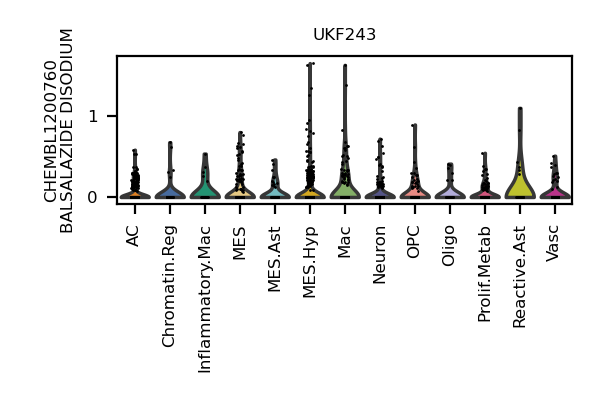 UKF243
CHEMBL1200760
BALSALAZIDE DISODIUM
1
0
AC
Chromatin.Reg
Inflammatory.Mac
MES
MES.Ast
MES.Hyp
Mac
Neuron
OPC
Oligo
Prolif.Metab
Reactive.Ast
Vasc